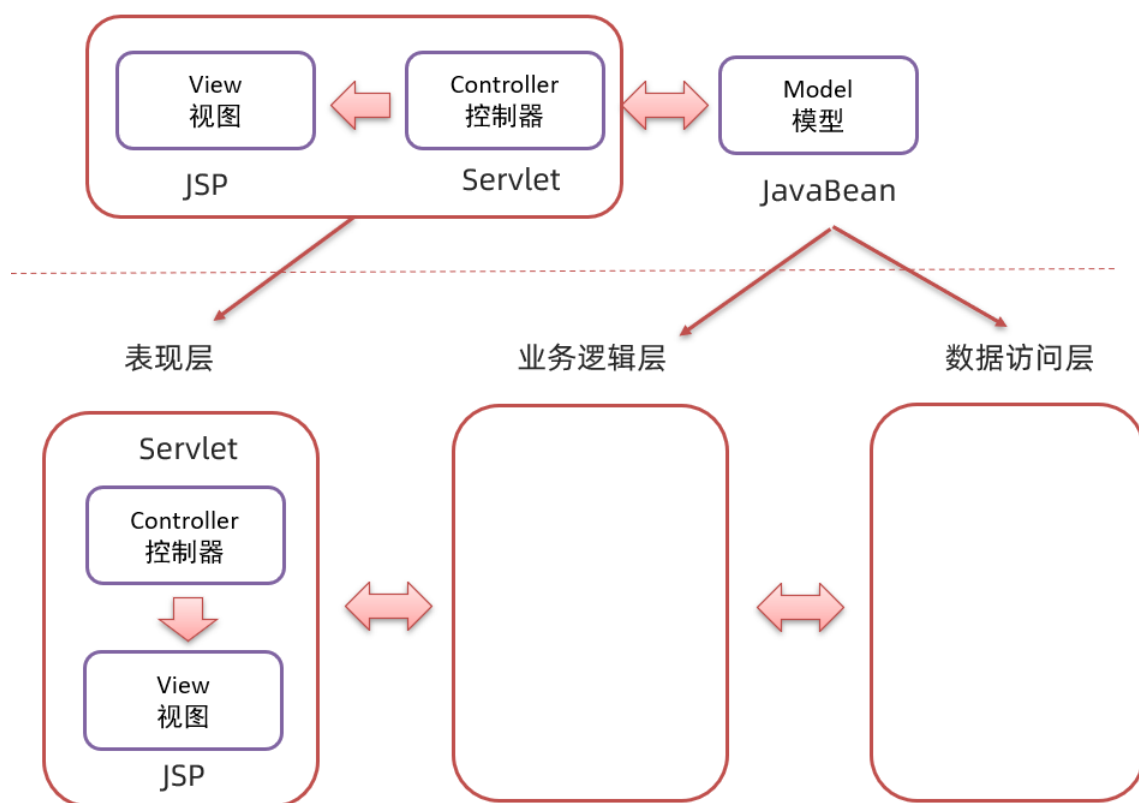 View
视图
Controller
控制器
Model
模型
JSP
Servlet
JavaBean
表现层
业务逻辑层
数据访问层
Servlet
Controller
控制器
View
视图
JSP